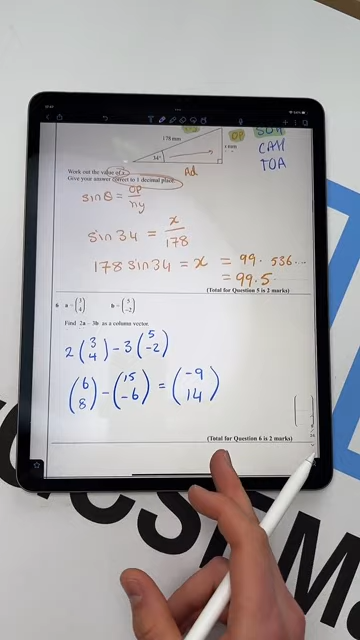 178 mm
x mm
34°
OP
SOH
CAH
TOA
Ad
Work out the value of x.
Give your answer correct to 1 decimal place.
sin θ = OP/hy
sin 34 = x/178
178 sin 34 = x = 99.536...
= 99.5
(Total for Question 5 is 2 marks)
6 a = (3 4) b = (5 -2)
Find 2a – 3b as a column vector.
2 (3 4) - 3 (5 -2)
(6 8) - (15 -6) = (-9 14)
(Total for Question 6 is 2 marks)